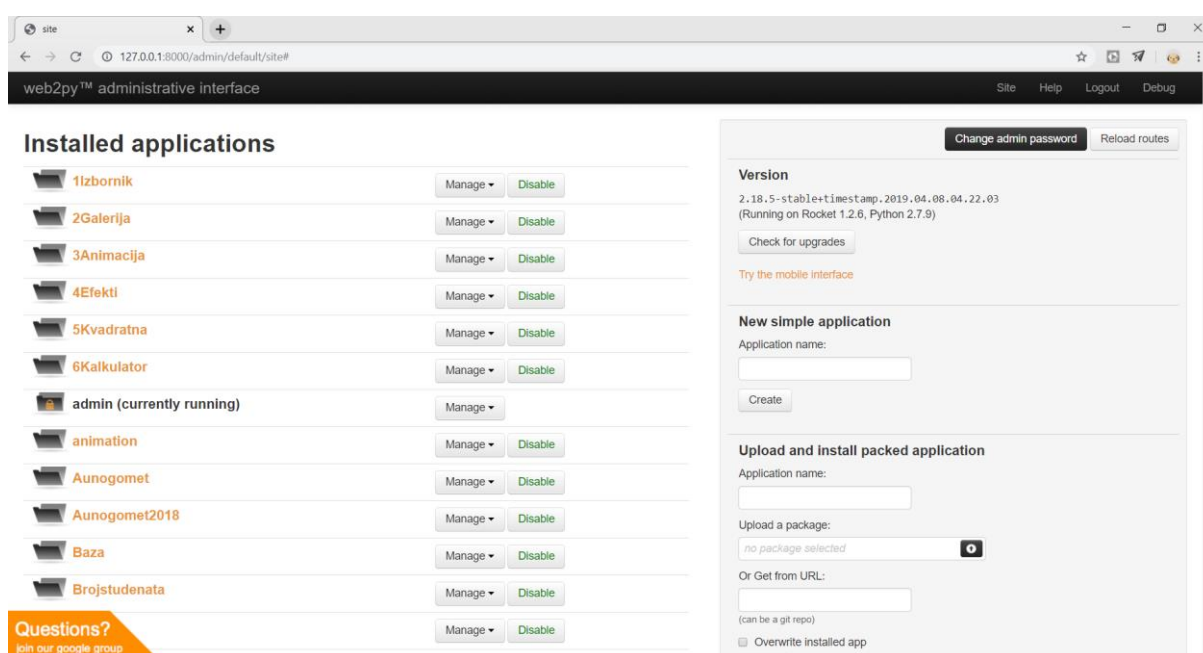 site
127.0.0.1:8000/admin/default/site#
web2py™ administrative interface
Site Help Logout Debug
Installed applications
1Izbornik Manage Disable
2Galerija Manage Disable
3Animacija Manage Disable
4Efekti Manage Disable
5Kvadratna Manage Disable
6Kalkulator Manage Disable
admin (currently running) Manage
animation Manage Disable
Aunogomet Manage Disable
Aunogomet2018 Manage Disable
Baza Manage Disable
Brojstudenata Manage Disable
Manage Disable
Questions?
join our google group
Change admin password Reload routes
Version
2.18.5-stable+timestamp.2019.04.08.04.22.03
(Running on Rocket 1.2.6, Python 2.7.9)
Check for upgrades
Try the mobile interface
New simple application
Application name:
Create
Upload and install packed application
Application name:
Upload a package:
no package selected
Or Get from URL:
(can be a git repo)
Overwrite installed app